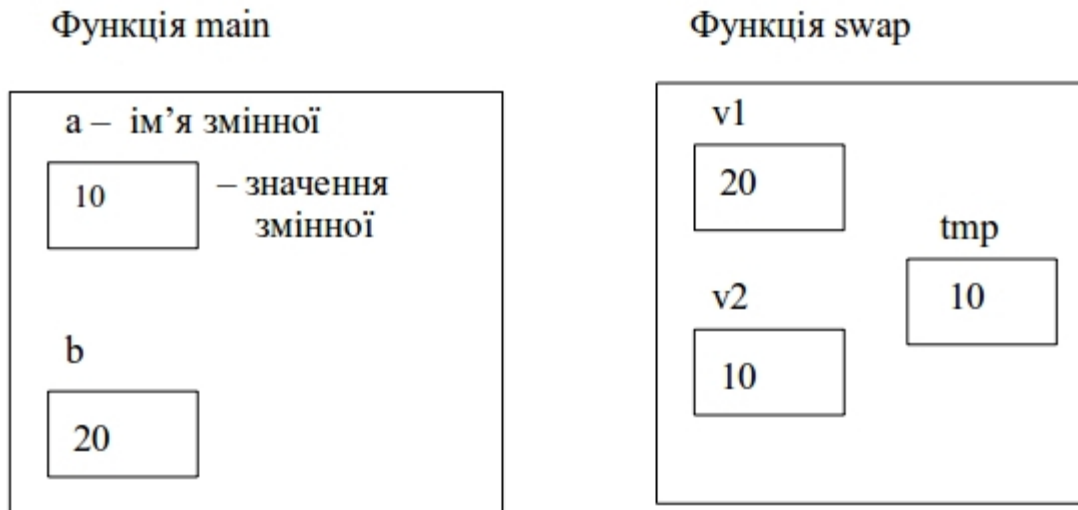 Функція main
Функція swap
a – ім’я змінної
10
– значення
змінної
b
20
v1
20
tmp
10
v2
10